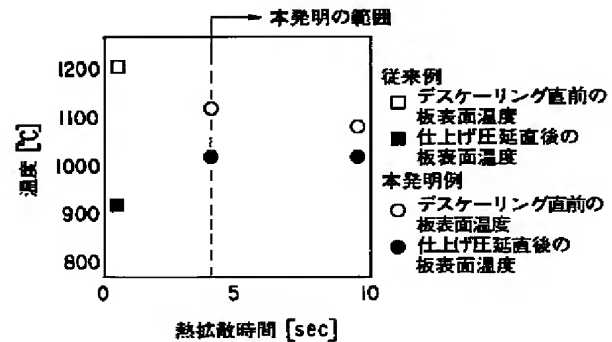 本発明の範囲
1200
1100
1000
900
800
温度 [℃]
0
5
10
熱拡散時間 [sec]
従来例
□ デスケーリング直前の
板表面温度
■ 仕上げ圧延直後の
板表面温度
本発明例
○ デスケーリング直前の
板表面温度
● 仕上げ圧延直後の
板表面温度